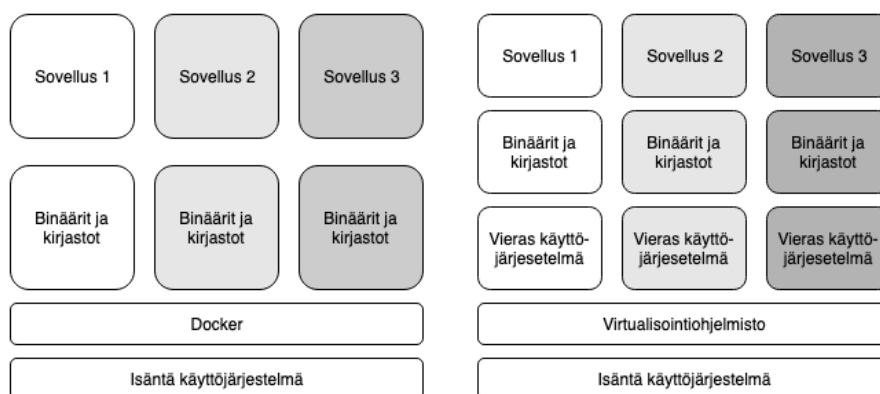 Sovellus 1
Sovellus 2
Sovellus 3
Binäärit ja
kirjastot
Binäärit ja
kirjastot
Binäärit ja
kirjastot
Docker
Isäntä käyttöjärjestelmä
Sovellus 1
Sovellus 2
Sovellus 3
Binäärit ja
kirjastot
Binäärit ja
kirjastot
Binäärit ja
kirjastot
Vieras käyttö-
järjesetelmä
Vieras käyttö-
järjesetelmä
Vieras käyttö-
järjesetelmä
Virtualisointiohjelmisto
Isäntä käyttöjärjestelmä